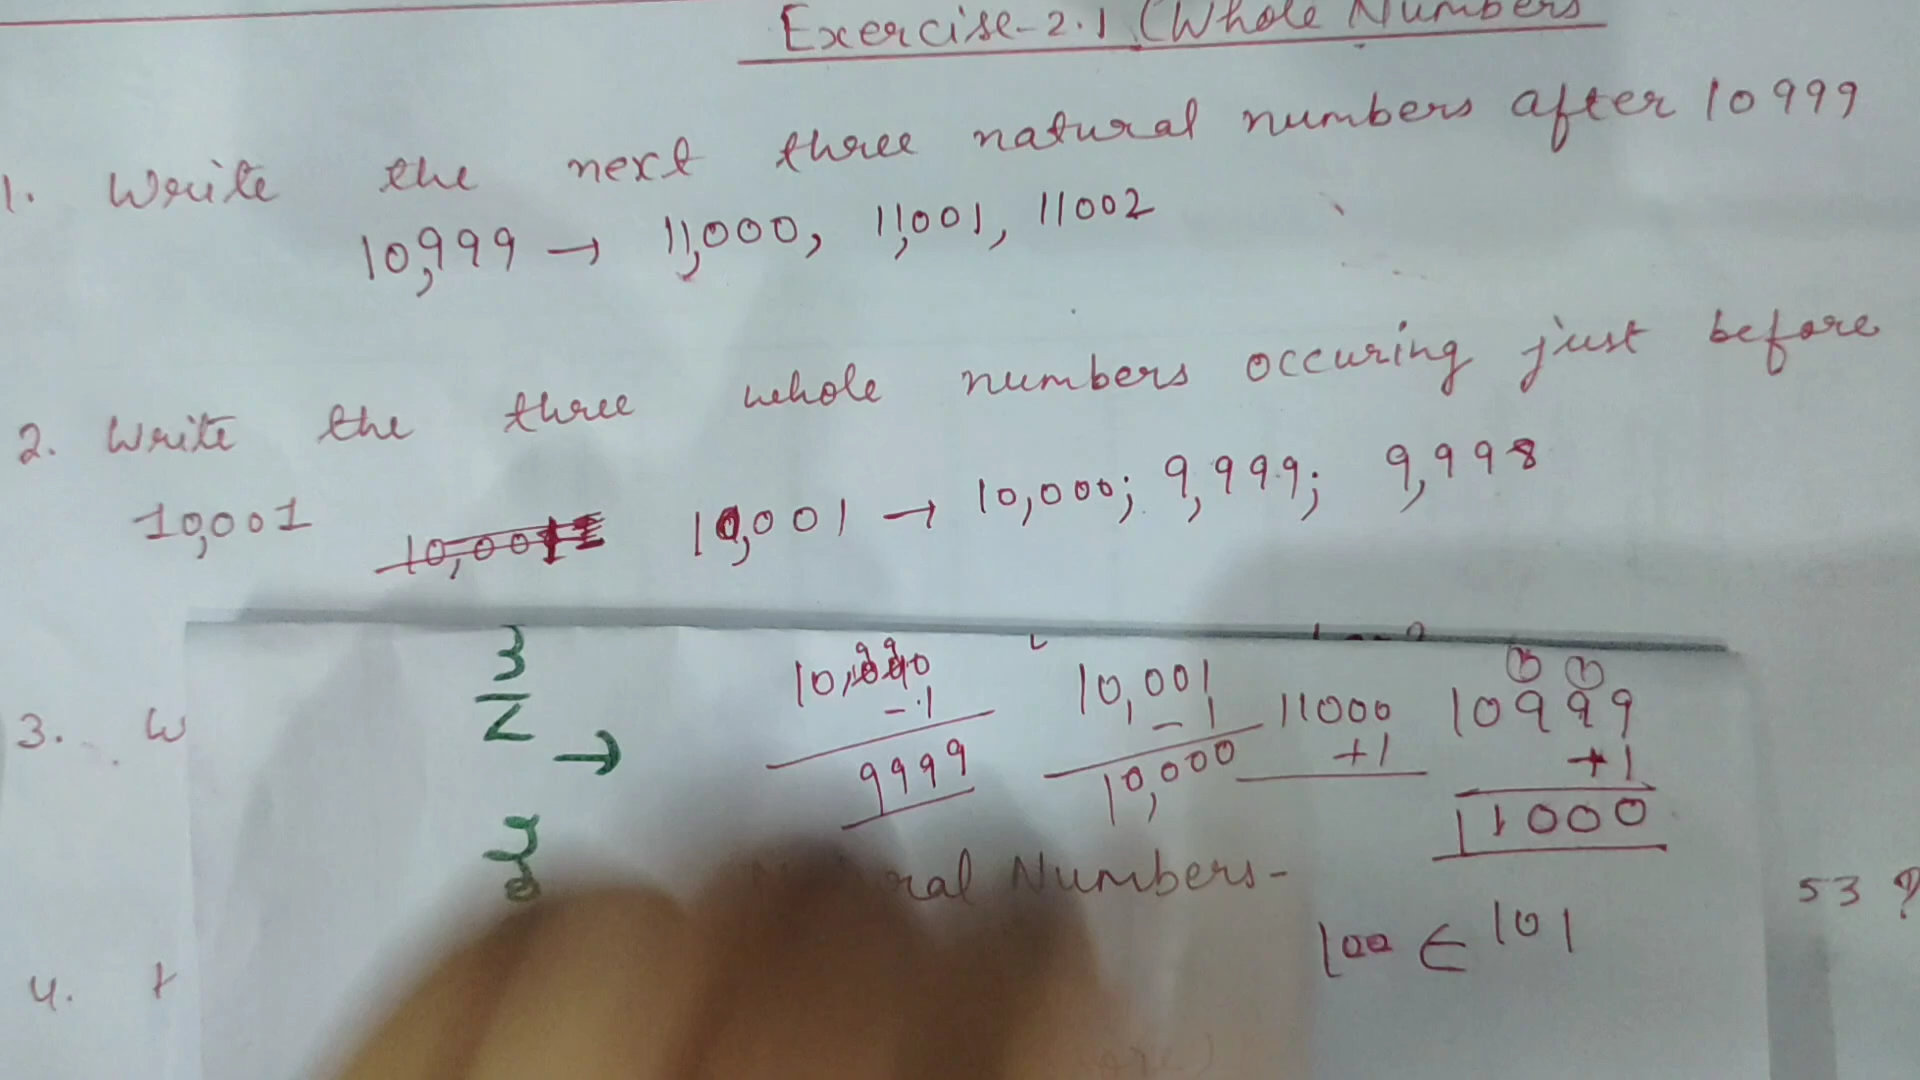 Exercise-2.1 (Whole Numbers
1. Write the next three natural numbers after 10999
10,999 → 11,000, 11,001, 11002
2. Write the three whole numbers occuring just before
10,001 10,001 → 10,000; 9,999; 9,998
3. W
10,000 10,001 11000 10999
-1 -1 +1 +1
9999 10,000 11000
ral Numbers-
53 ?
100 ← 101
4.